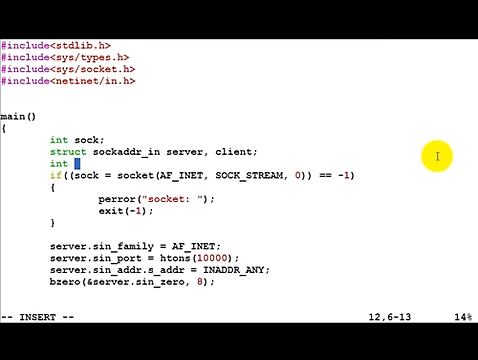 #include<stdlib.h>
#include<sys/types.h>
#include<sys/socket.h>
#include<netinet/in.h>
main()
{
int sock;
struct sockaddr_in server, client;
int
if((sock = socket(AF_INET, SOCK_STREAM, 0)) == -1)
{
perror("socket: ");
exit(-1);
}
server.sin_family = AF_INET;
server.sin_port = htons(10000);
server.sin_addr.s_addr = INADDR_ANY;
bzero(&server.sin_zero, 8);
-- INSERT -- 12,6-13 14%